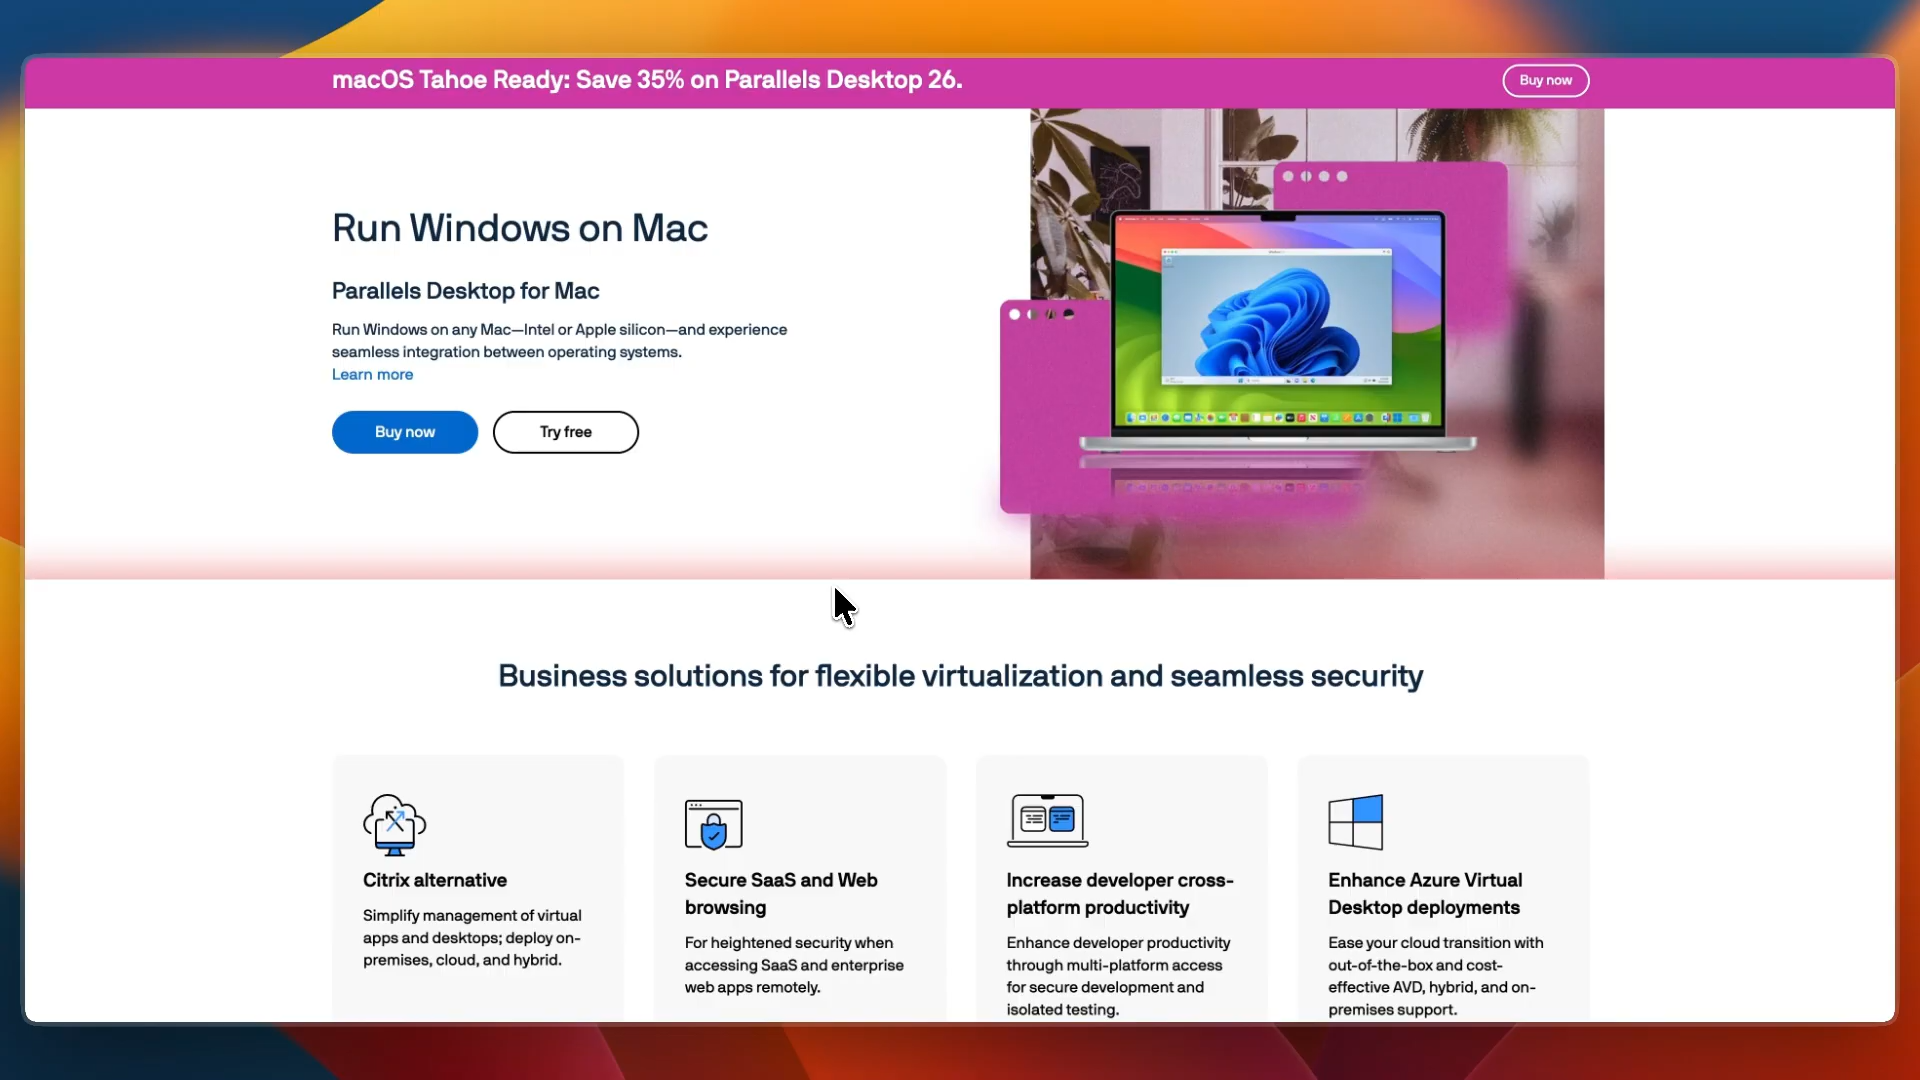 macOS Tahoe Ready: Save 35% on Parallels Desktop 26.
Buy now
Run Windows on Mac
Parallels Desktop for Mac
Run Windows on any Mac—Intel or Apple silicon—and experience
seamless integration between operating systems.
Learn more
Buy now
Try free
Business solutions for flexible virtualization and seamless security
Citrix alternative
Simplify management of virtual
apps and desktops; deploy on-
premises, cloud, and hybrid.
Secure SaaS and Web
browsing
For heightened security when
accessing SaaS and enterprise
web apps remotely.
Increase developer cross-
platform productivity
Enhance developer productivity
through multi-platform access
for secure development and
isolated testing.
Enhance Azure Virtual
Desktop deployments
Ease your cloud transition with
out-of-the-box and cost-
effective AVD, hybrid, and on-
premises support.